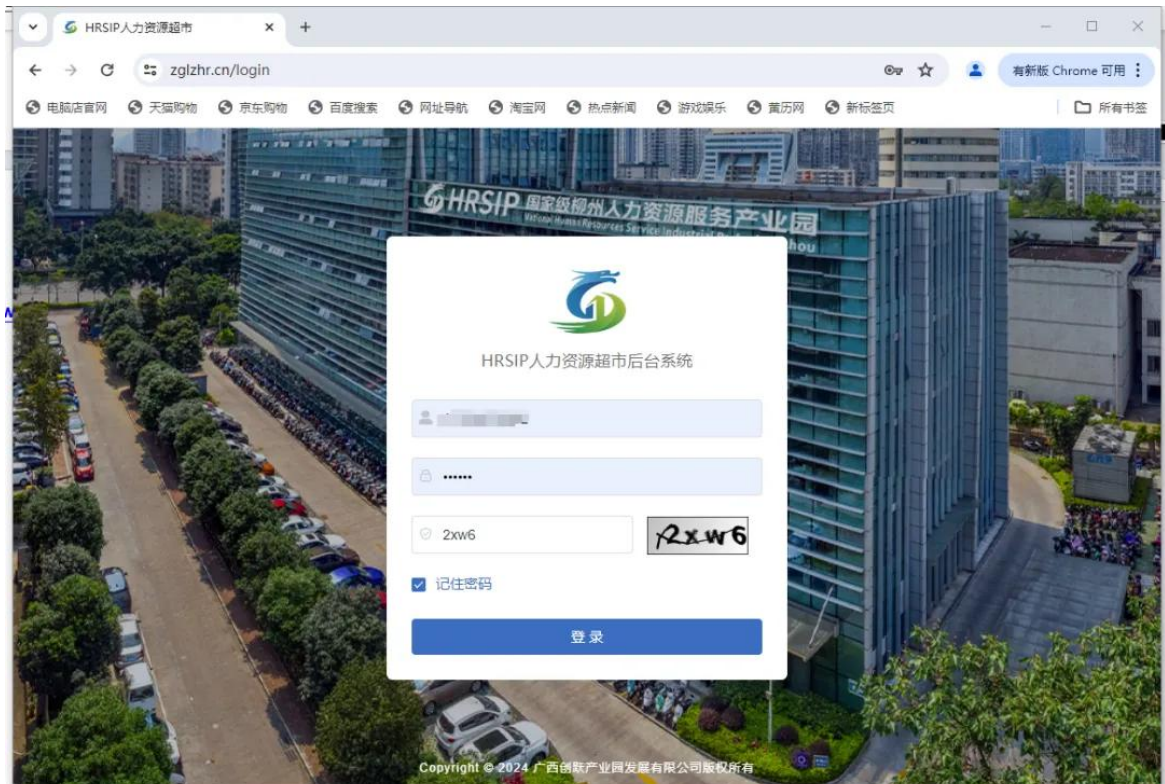 HRSIP人力资源超市
zglzhr.cn/login
有新版 Chrome 可用
电脑店官网 天猫购物 京东购物 百度搜索 网址导航 淘宝网 热点新闻 游戏娱乐 黄历网 新标签页 所有书签
HRSIP 国家级柳州人力资源服务产业园
National Human Resources Service Industrial
hou
HRSIP人力资源超市后台系统
••••••
2xw6 2xw6
记住密码
登录
Copyright © 2024 广西创跃产业园发展有限公司版权所有